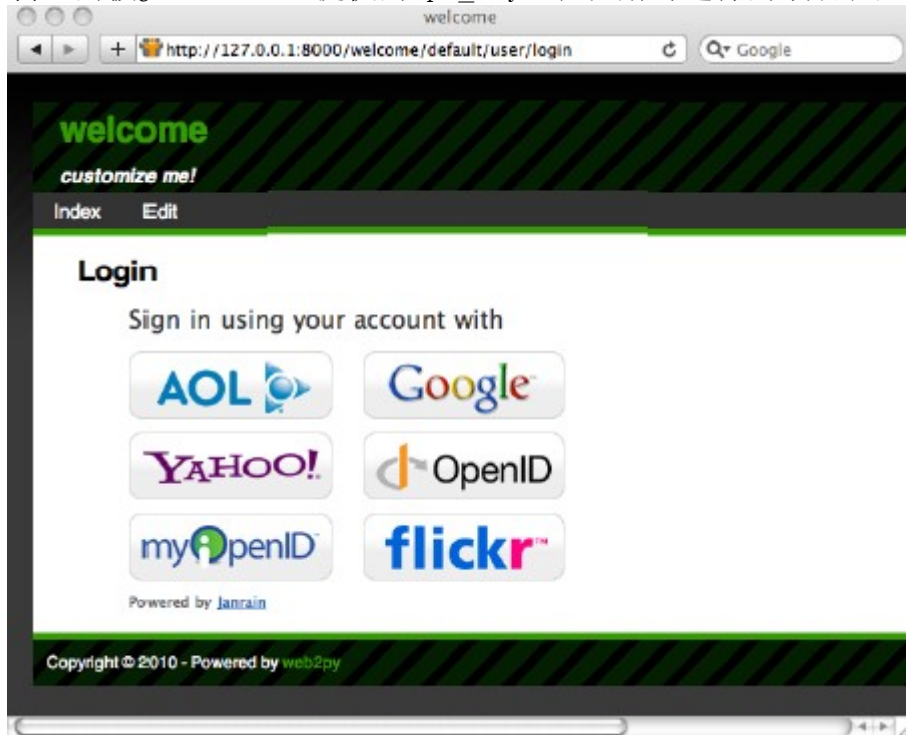 welcome
http://127.0.0.1:8000/welcome/default/user/login
Google
welcome
customize me!
Index Edit
Login
Sign in using your account with
AOL Google
YAHOO! OpenID
myOpenID flickr
Powered by Janrain
Copyright © 2010 - Powered by web2py